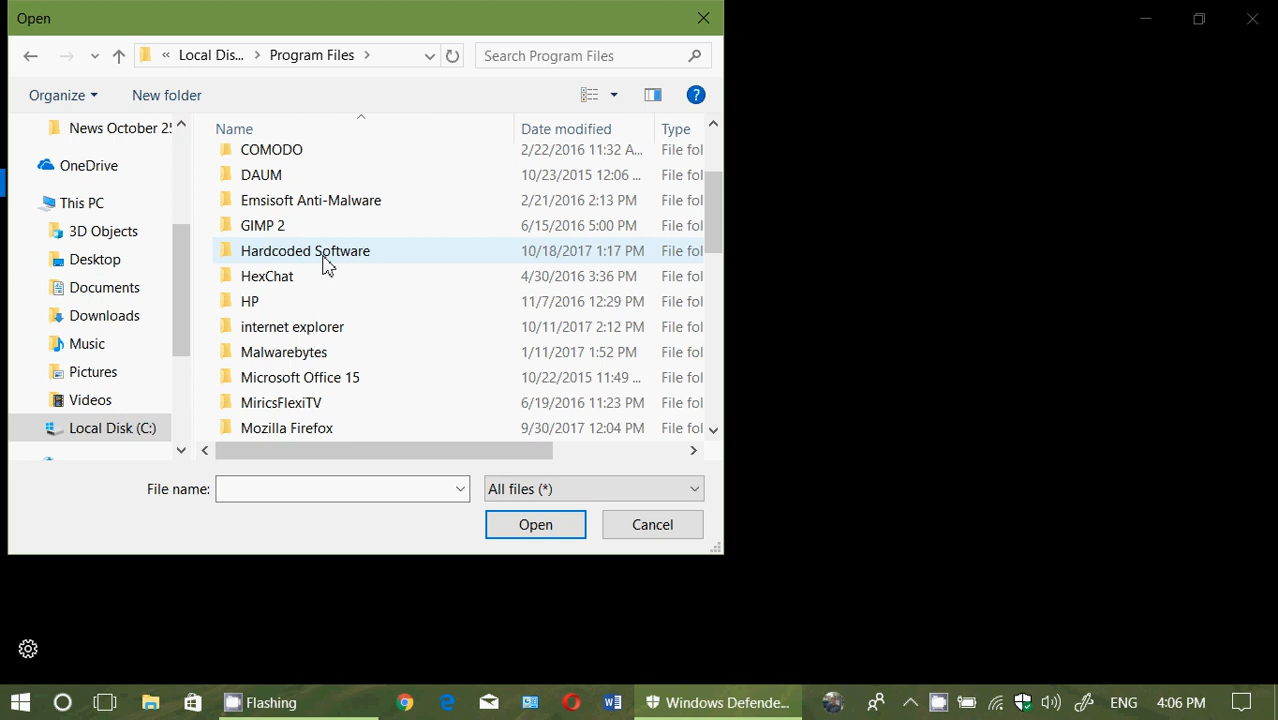 Open
« Local Dis... > Program Files >
Search Program Files
Organize
New folder
?
News October 25
OneDrive
This PC
3D Objects
Desktop
Documents
Downloads
Music
Pictures
Videos
Local Disk (C:)
Name Date modified Type
COMODO 2/22/2016 11:32 A... File fol
DAUM 10/23/2015 12:06 ... File fol
Emsisoft Anti-Malware 2/21/2016 2:13 PM File fol
GIMP 2 6/15/2016 5:00 PM File fol
Hardcoded Software 10/18/2017 1:17 PM File fol
HexChat 4/30/2016 3:36 PM File fol
HP 11/7/2016 12:29 PM File fol
internet explorer 10/11/2017 2:12 PM File fol
Malwarebytes 1/11/2017 1:52 PM File fol
Microsoft Office 15 10/22/2015 11:49 ... File fol
MiricsFlexiTV 6/19/2016 11:23 PM File fol
Mozilla Firefox 9/30/2017 12:04 PM File fol
File name:
All files (*)
Open
Cancel
Flashing
Windows Defende...
ENG
4:06 PM